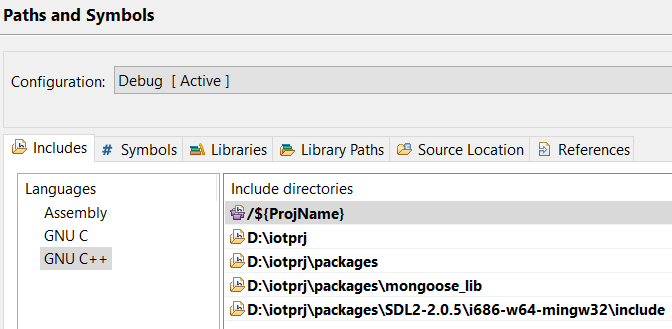 Paths and Symbols
Configuration: Debug [ Active ]
Includes # Symbols Libraries Library Paths Source Location References
Languages
Assembly
GNU C
GNU C++
Include directories
/${ProjName}
D:\iotprj
D:\iotprj\packages
D:\iotprj\packages\mongoose_lib
D:\iotprj\packages\SDL2-2.0.5\i686-w64-mingw32\include